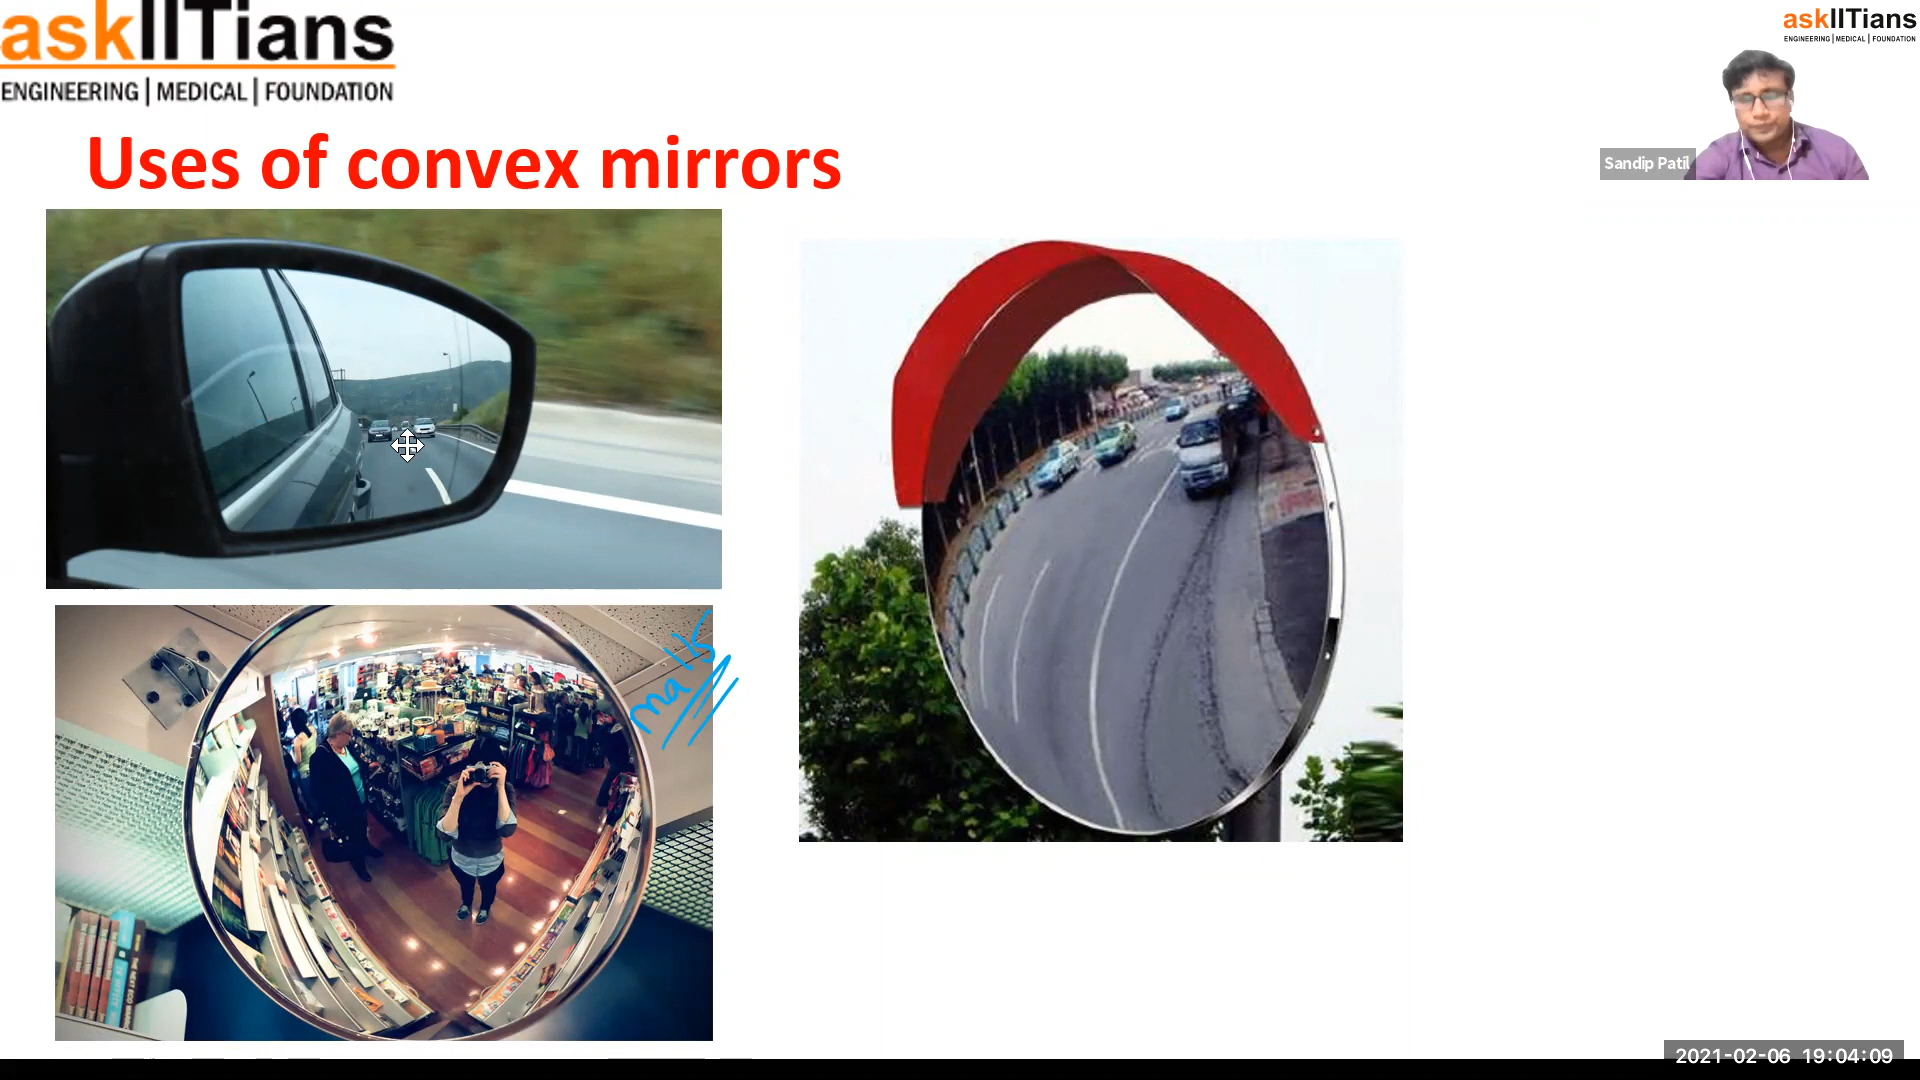 askIITians
ENGINEERING | MEDICAL | FOUNDATION
askIITians
ENGINEERING | MEDICAL | FOUNDATION
Sandip Patil
Uses of convex mirrors
malls
2021-02-06 19:04:09